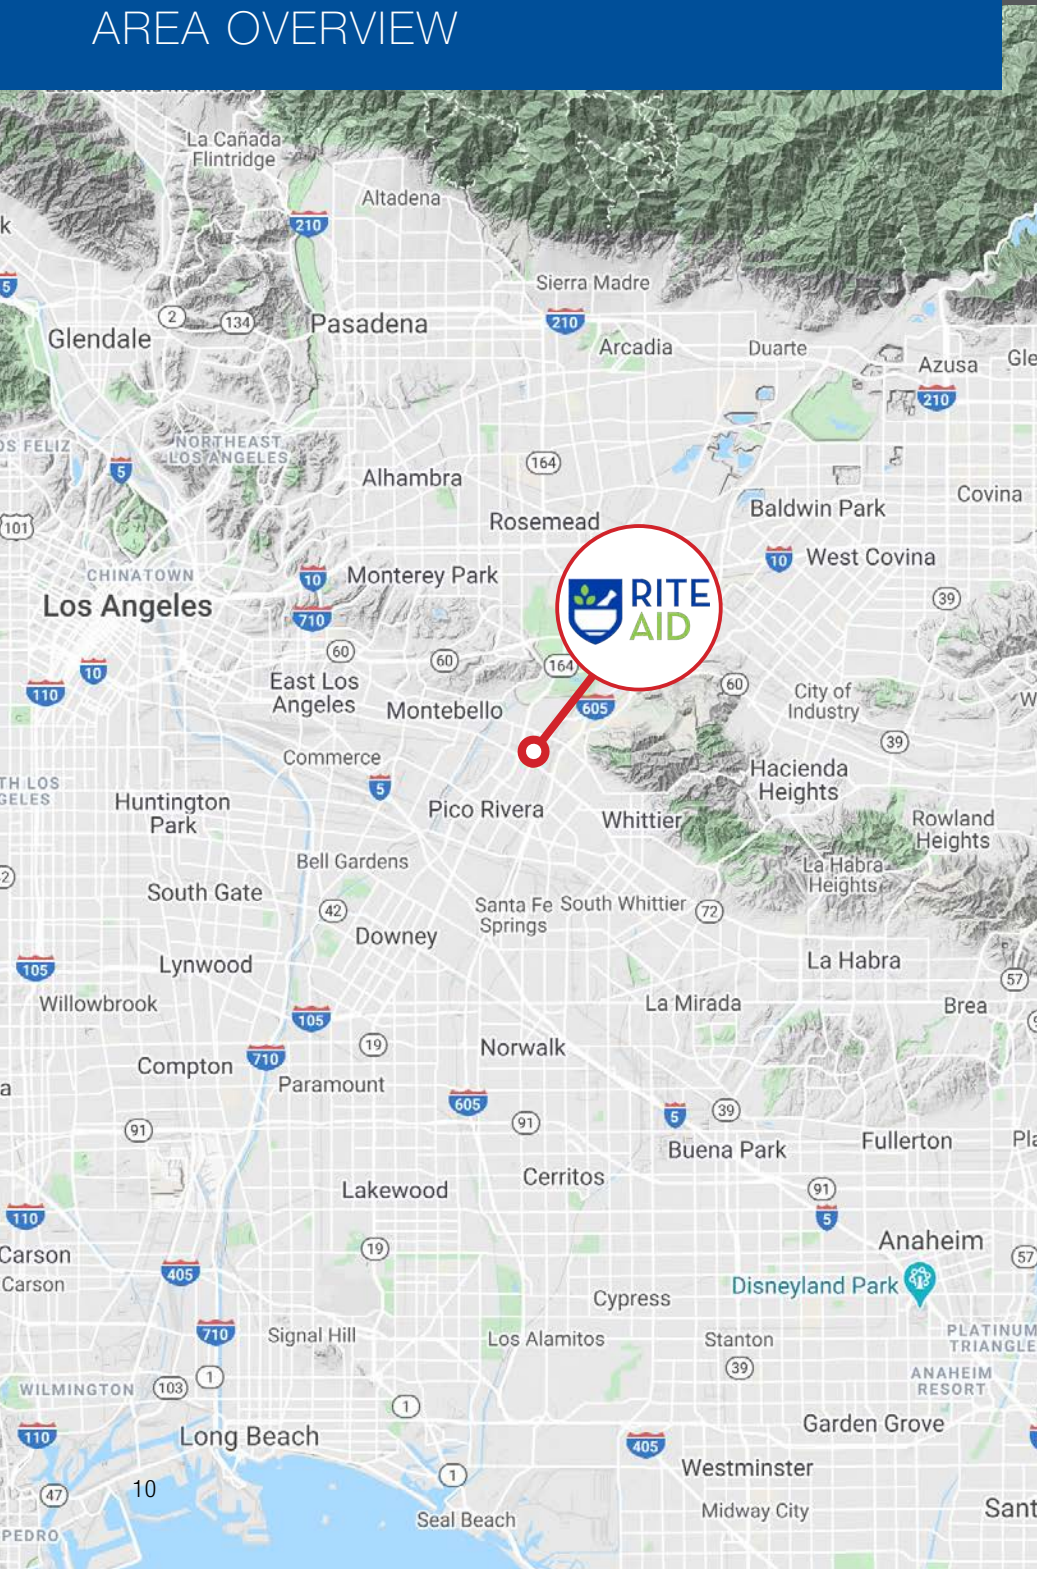 AREA OVERVIEW
La Cañada
Flintridge
Altadena
210
5
Sierra Madre
2
134
Pasadena
210
Glendale
Arcadia
Duarte
Azusa
210
NORTHEAST
LOS ANGELES
5
164
Alhambra
Covina
Baldwin Park
101
Rosemead
10
West Covina
CHINATOWN
10
Monterey Park
RITE
AID
39
Los Angeles
710
60
60
164
10
110
East Los
Angeles
Montebello
605
60
City of
Industry
39
Commerce
5
Hacienda
Heights
Huntington
Park
Pico Rivera
Whittier
Rowland
Heights
Bell Gardens
La Habra
Heights
South Gate
42
Santa Fe
Springs
South Whittier
72
Downey
105
Lynwood
La Habra
57
Willowbrook
105
La Mirada
Brea
19
710
Norwalk
Compton
Paramount
605
91
91
5
39
Buena Park
Fullerton
Cerritos
Lakewood
91
5
110
Carson
Carson
405
19
Anaheim
57
Disneyland Park
Cypress
710
Signal Hill
Los Alamitos
Stanton
39
PLATINUM
TRIANGLE
ANAHEIM
RESORT
WILMINGTON
103
1
1
110
Long Beach
Garden Grove
405
Westminster
47
10
1
Seal Beach
Midway City
PEDRO